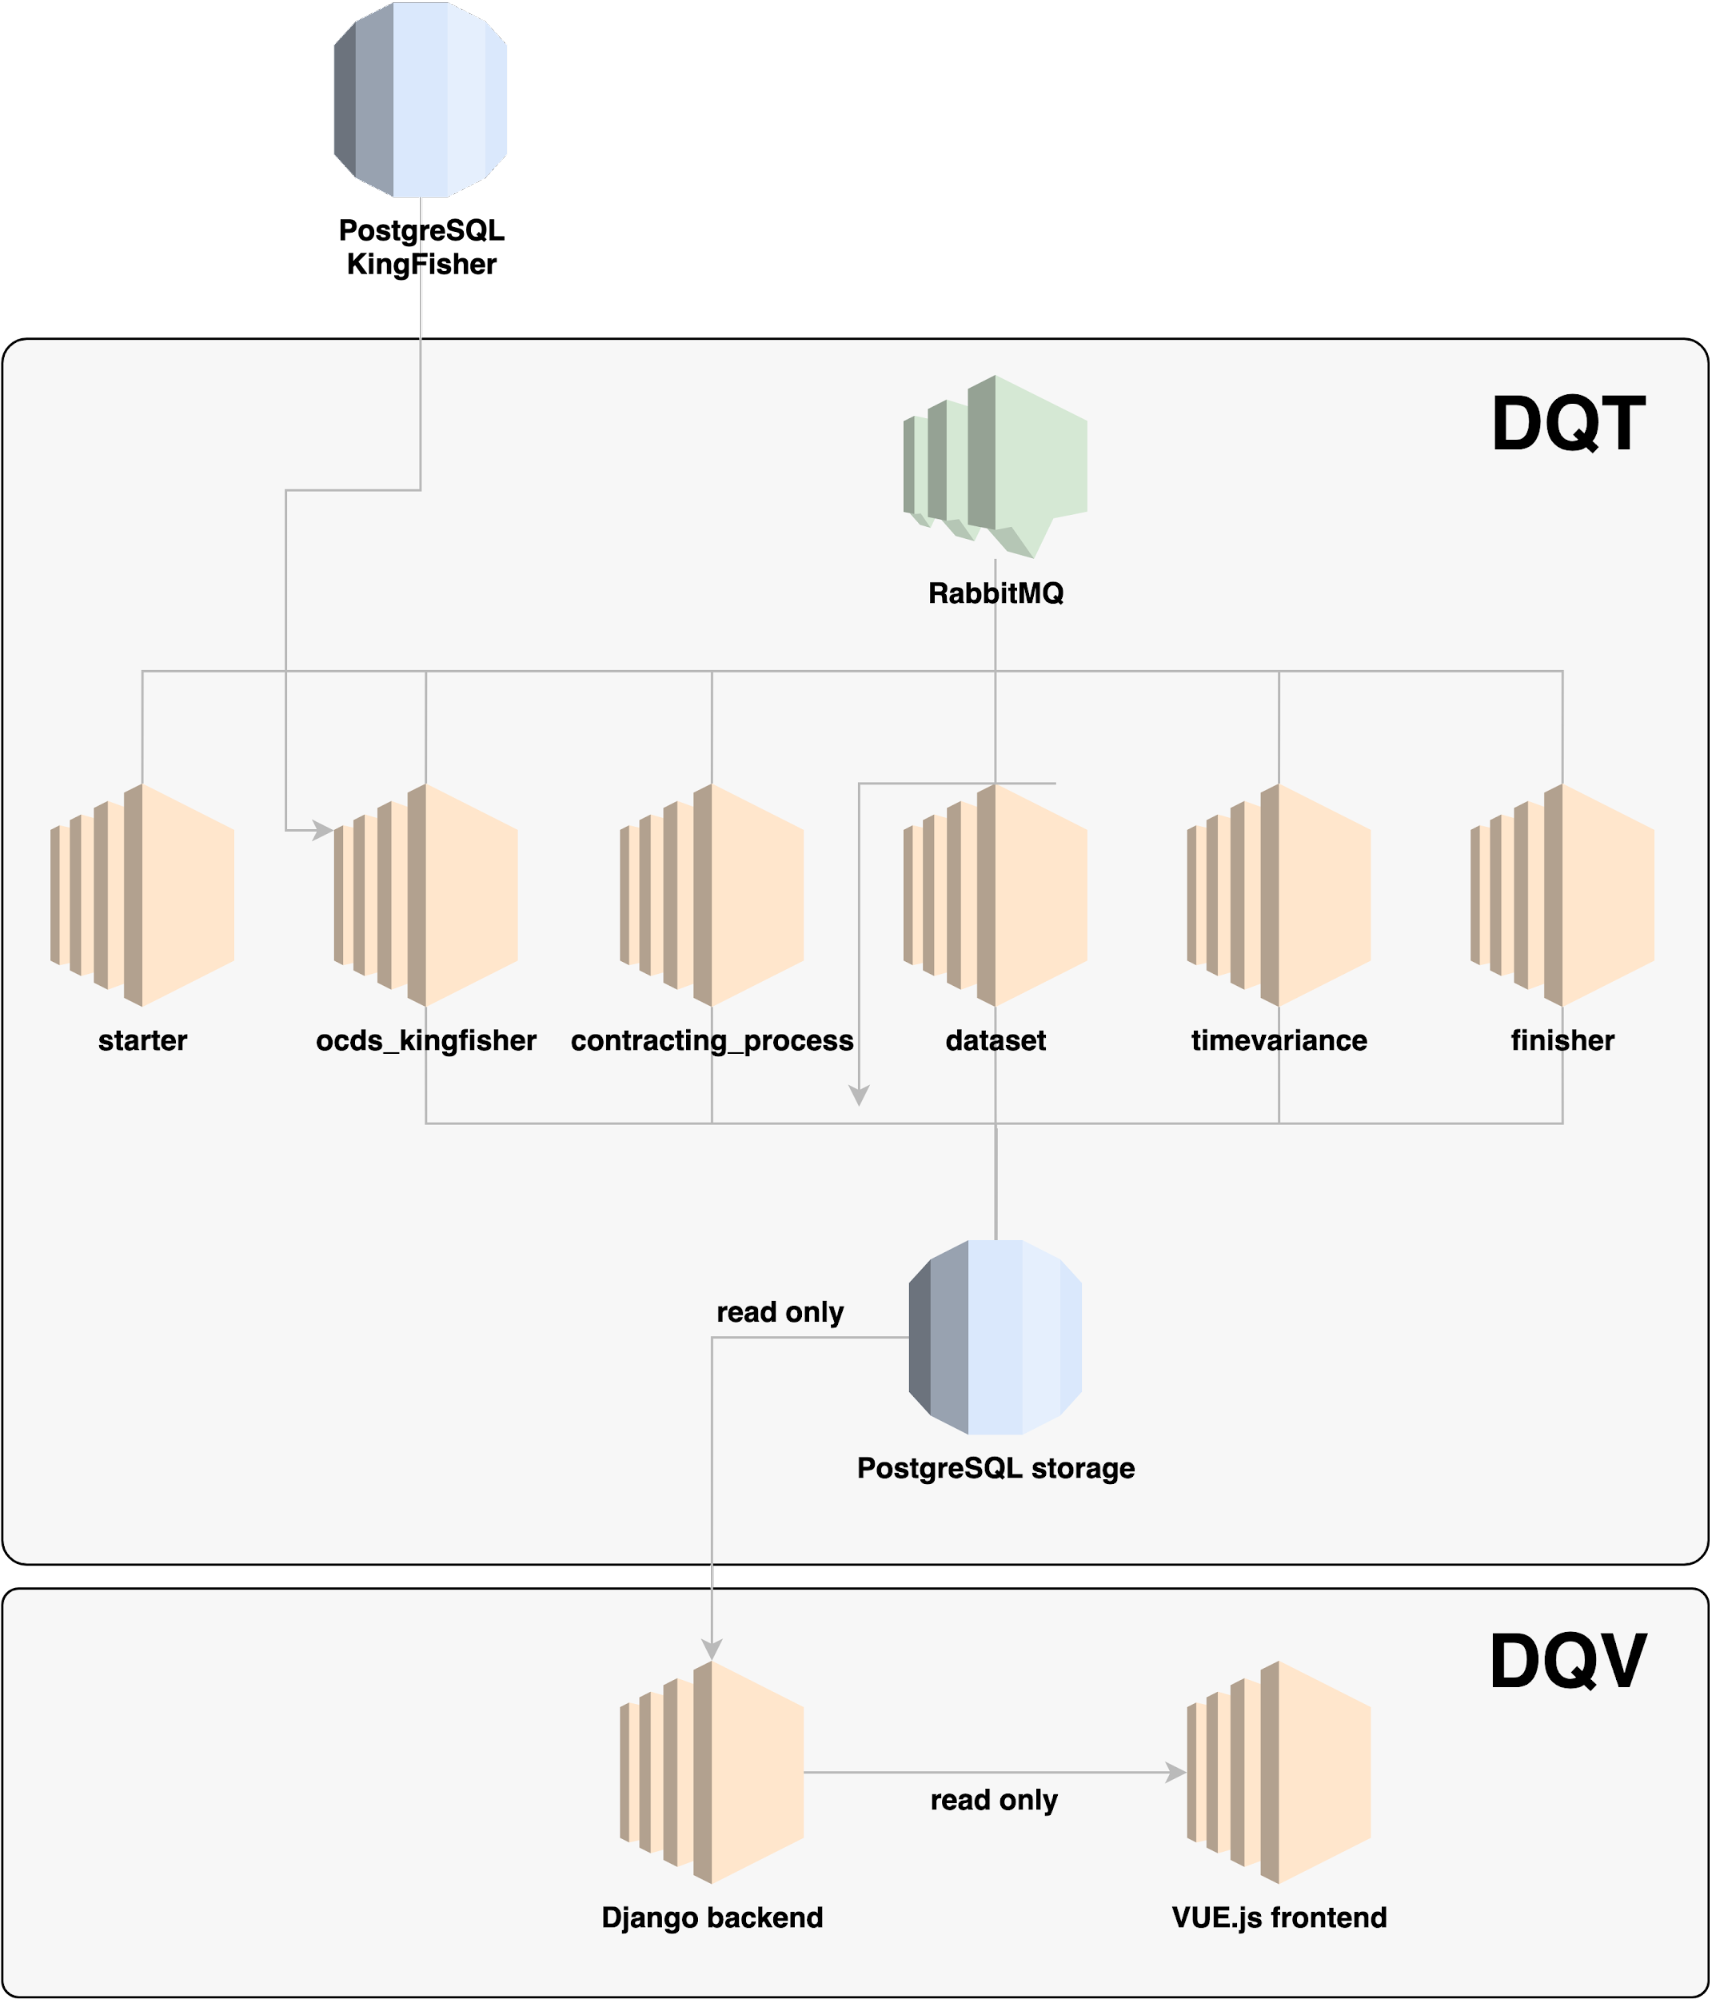 PostgreSQL
KingFisher
DQT
RabbitMQ
starter
ocds_kingfisher
contracting_process
dataset
timevariance
finisher
read only
PostgreSQL storage
DQV
read only
Django backend
VUE.js frontend